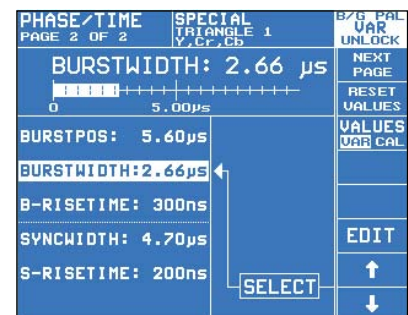 PHASE/TIME
PAGE 2 OF 2
SPECIAL
TRIANGLE 1
Y,Cr,Cb
B/G PAL
VAR
UNLOCK
BURSTWIDTH: 2.66 µs
0 5.00µs
NEXT
PAGE
RESET
VALUES
VALUES
VAR CAL
BURSTPOS: 5.60µs
BURSTWIDTH:2.66µs
B-RISETIME: 300ns
SYNCWIDTH: 4.70µs
S-RISETIME: 200ns
SELECT
EDIT